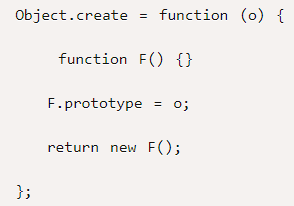 Object.create = function (o) {
function F() {}
F.prototype = o;
return new F();
};